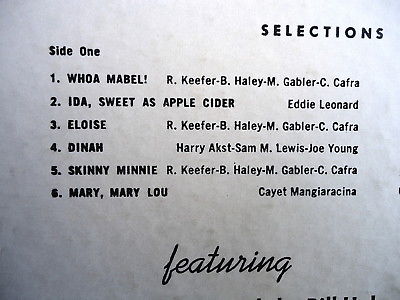 SELECTIONS
Side One
1. WHOA MABEL! R. Keefer-B. Haley-M. Gabler-C. Cafra
2. IDA, SWEET AS APPLE CIDER Eddie Leonard
3. ELOISE R. Keefer-B. Haley-M. Gabler-C. Cafra
4. DINAH Harry Akst-Sam M. Lewis-Joe Young
5. SKINNY MINNIE R. Keefer-B. Haley-M. Gabler-C. Cafra
6. MARY, MARY LOU Cayet Mangiaracina
featuring